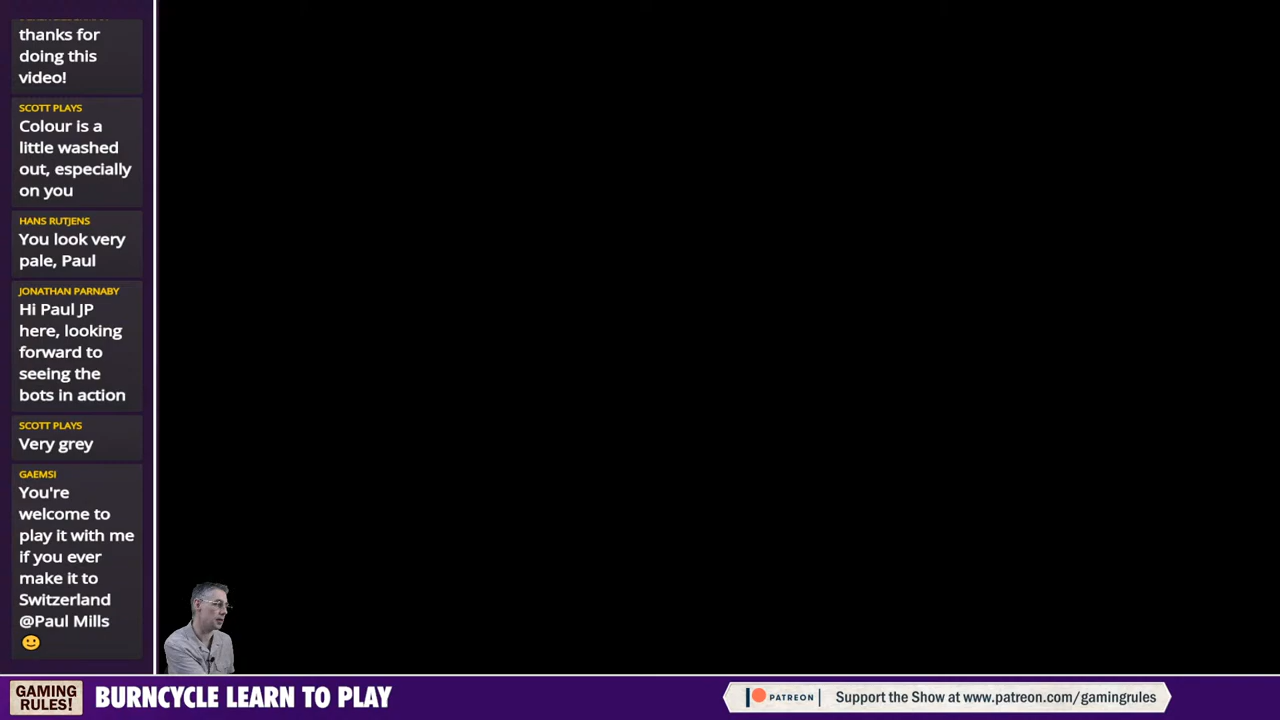 thanks for
doing this
video!
SCOTT PLAYS
Colour is a
little washed
out, especially
on you
HANS RUTJENS
You look very
pale, Paul
JONATHAN PARNABY
Hi Paul JP
here, looking
forward to
seeing the
bots in action
SCOTT PLAYS
Very grey
GAEMSI
You're
welcome to
play it with me
if you ever
make it to
Switzerland
@Paul Mills
🙂
GAMING
RULES!
BURNCYCLE LEARN TO PLAY
PATREON
Support the Show at www.patreon.com/gamingrules